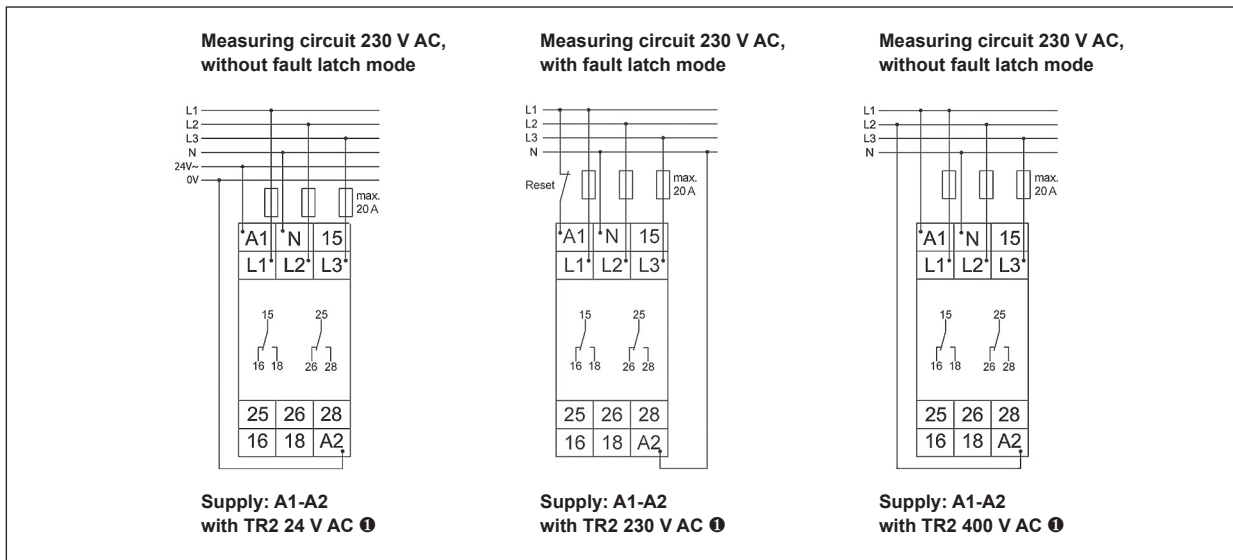 Measuring circuit 230 V AC,
without fault latch mode
L1
L2
L3
N
24V~
0V
max.
20 A
A1 N 15
L1 L2 L3
15 25
16 18 26 28
25 26 28
16 18 A2
Supply: A1-A2
with TR2 24 V AC ❶
Measuring circuit 230 V AC,
with fault latch mode
L1
L2
L3
N
Reset
max.
20 A
A1 N 15
L1 L2 L3
15 25
16 18 26 28
25 26 28
16 18 A2
Supply: A1-A2
with TR2 230 V AC ❶
Measuring circuit 230 V AC,
without fault latch mode
L1
L2
L3
N
max.
20 A
A1 N 15
L1 L2 L3
15 25
16 18 26 28
25 26 28
16 18 A2
Supply: A1-A2
with TR2 400 V AC ❶